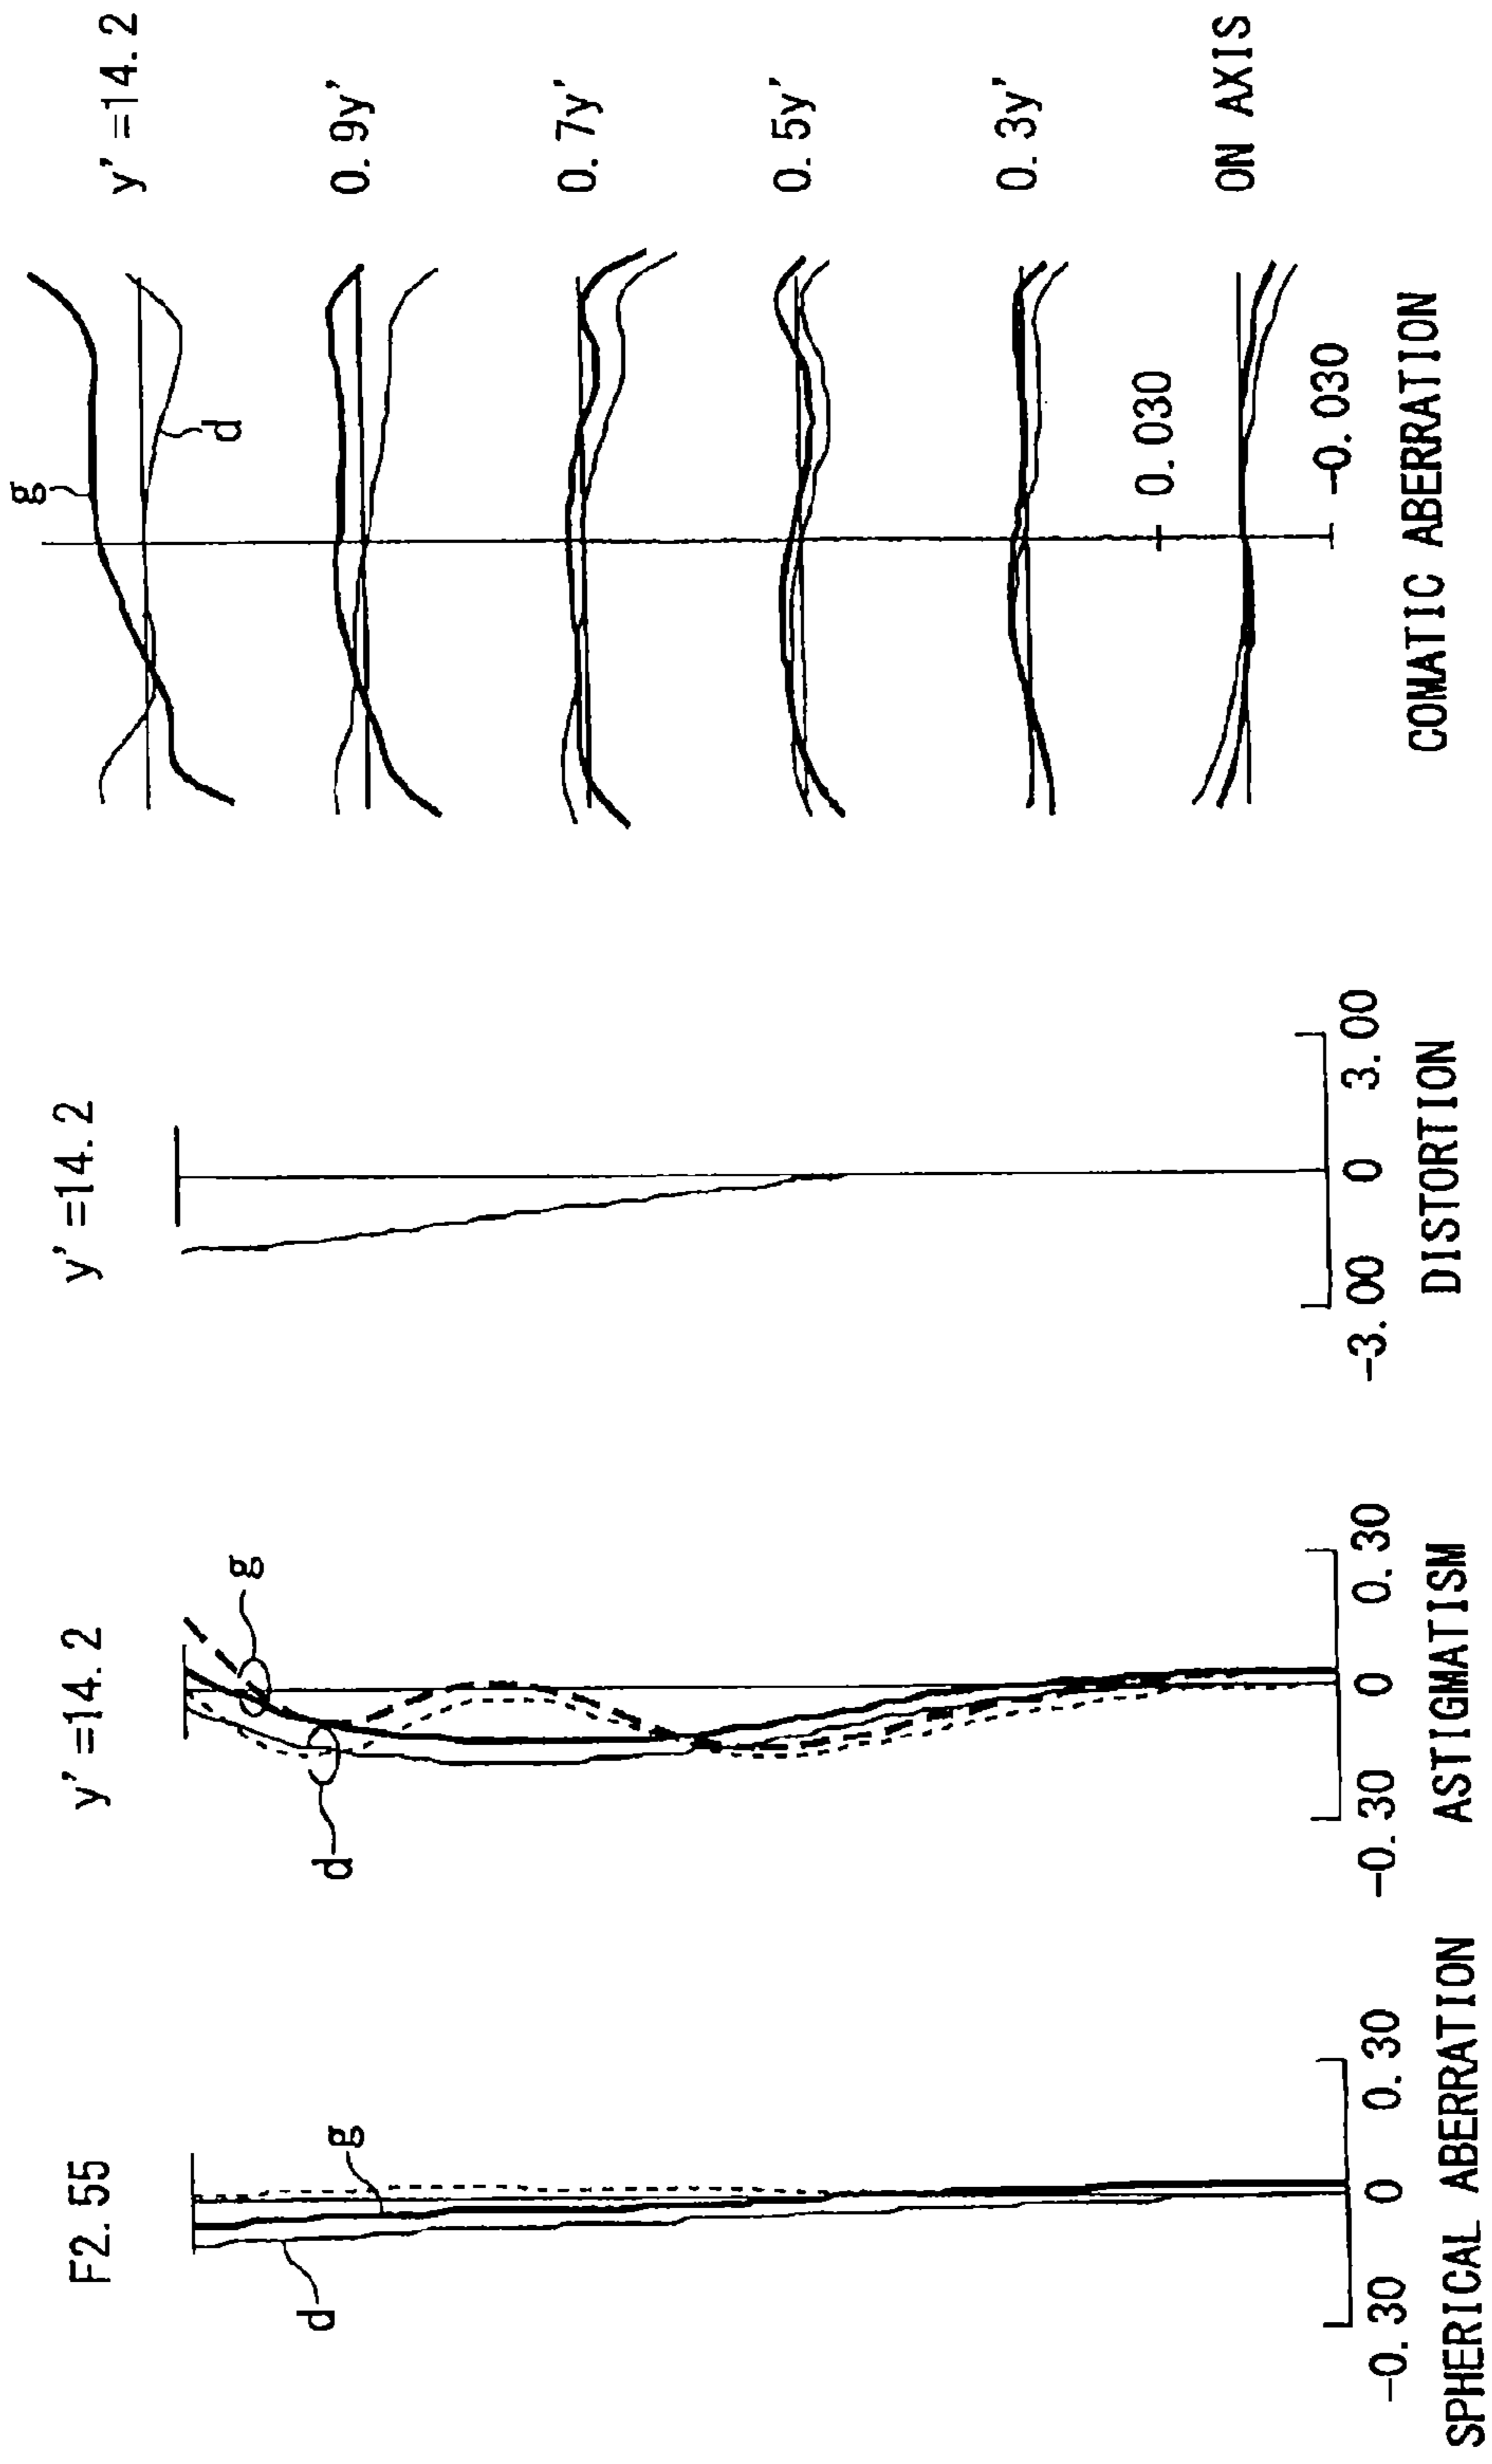 F2. 55
d
g
-0. 30
0
0. 30
SPHERICAL ABERRATION
y' =14. 2
g
d
-0. 30
0
0. 30
ASTIGMATISM
y' =14. 2
-3. 00
0
3. 00
DISTORTION
g
d
y' =14. 2
0. 9y'
0. 7y'
0. 5y'
0. 3y'
0. 030
ON AXIS
-0. 030
COMATIC ABERRATION